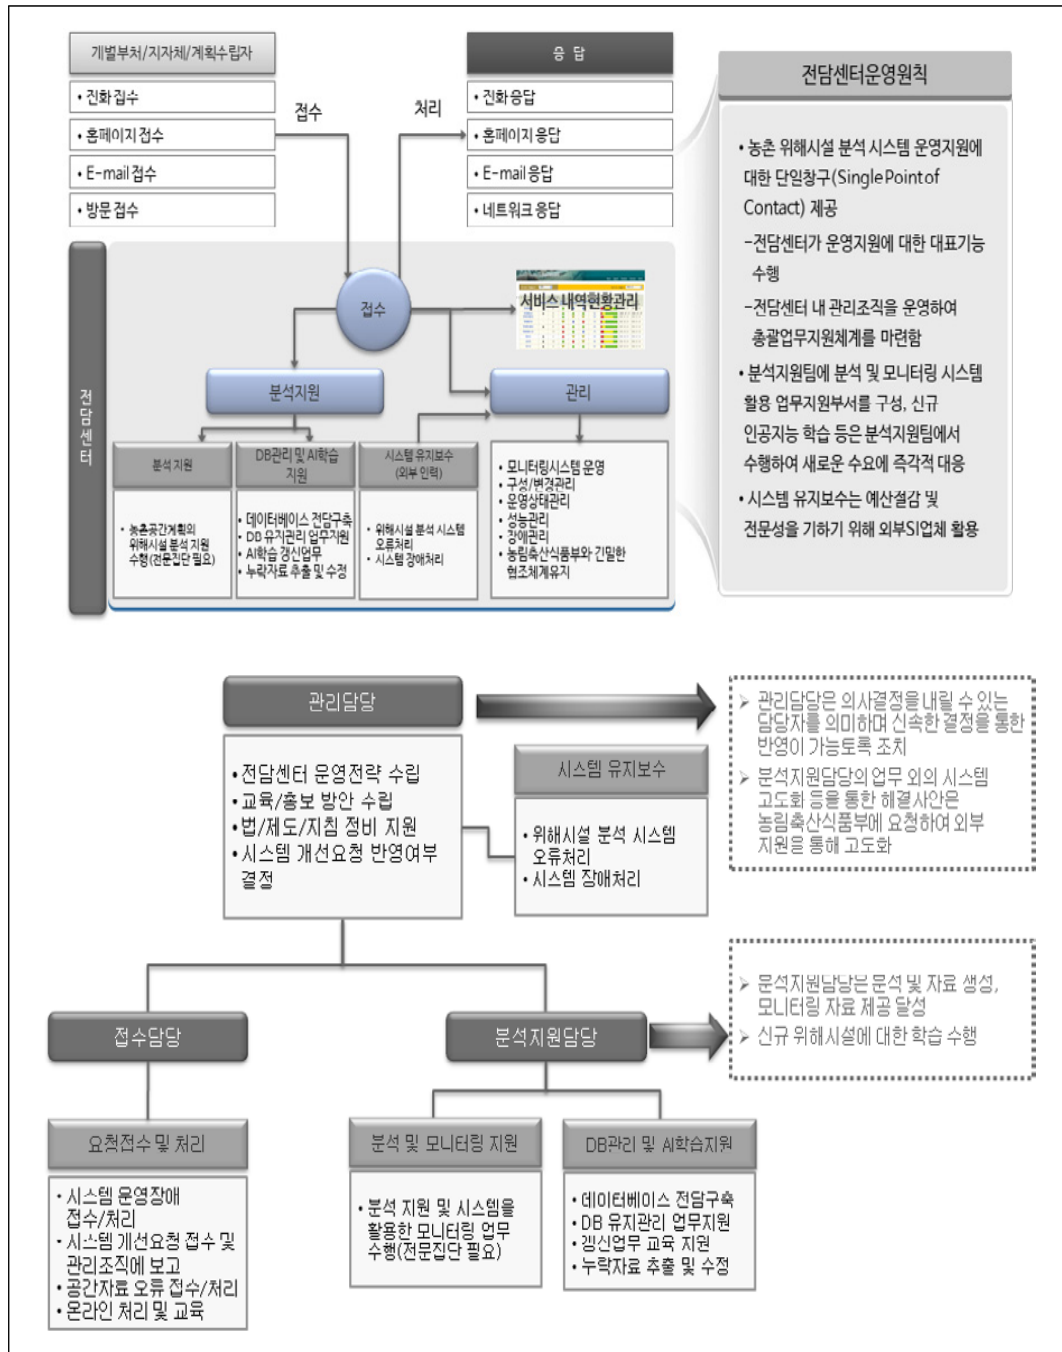 개별부처/지자체/계획수립자
• 진화 접수
• 홈페이지 접수
• E-mail 접수
• 방문 접수
접수
처리
응 답
• 진화 응답
• 홈페이지 응답
• E-mail 응답
• 네트워크 응답
전담센터운영원칙
• 농촌 위해시설 분석 시스템 운영지원에
대한 단일창구(Single Point of
Contact) 제공
-전담센터가 운영지원에 대한 대표기능
수행
-전담센터 내 관리조직을 운영하여
총괄업무지원체계를 마련함
• 분석지원팀에 분석 및 모니터링 시스템
활용 업무지원부서를 구성, 신규
인공지능 학습 등은 분석지원팀에서
수행하여 새로운 수요에 즉각적 대응
• 시스템 유지보수는 예산절감 및
전문성을 기하기 위해 외부SI업체 활용
전담센터
접수
서비스 내역현황관리
분석지원
관리
분석 지원
• 농촌공간계획의
위해시설 분석 지원
수행(전문집단 필요)
DB관리 및 AI학습
지원
• 데이터베이스 전담구축
• DB 유지관리 업무지원
• AI학습 갱신업무
• 누락자료 추출 및 수정
시스템 유지보수
(외부 인력)
• 위해시설 분석 시스템
오류처리
• 시스템 장애처리
• 모니터링시스템 운영
• 구성/변경관리
• 운영상태관리
• 성능관리
• 장애관리
• 농림축산식품부와 긴밀한
협조체계유지
관리담당
• 전담센터 운영전략 수립
• 교육/홍보 방안 수립
• 법/제도/지침 정비 지원
• 시스템 개선요청 반영여부
결정
시스템 유지보수
• 위해시설 분석 시스템
오류처리
• 시스템 장애처리
➢ 관리담당은 의사결정을 내릴 수 있는
담당자를 의미하며 신속한 결정을 통한
반영이 가능토록 조치
➢ 분석지원담당의 업무 외의 시스템
고도화 등을 통한 해결사안은
농림축산식품부에 요청하여 외부
지원을 통해 고도화
접수담당
분석지원담당
➢ 분석지원담당은 분석 및 자료 생성,
모니터링 자료 제공 달성
➢ 신규 위해시설에 대한 학습 수행
요청접수 및 처리
• 시스템 운영장애
접수/처리
• 시스템 개선요청 접수 및
관리조직에 보고
• 공간자료 오류 접수/처리
• 온라인 처리 및 교육
분석 및 모니터링 지원
• 분석 지원 및 시스템을
활용한 모니터링 업무
수행(전문집단 필요)
DB관리 및 AI학습지원
• 데이터베이스 전담구축
• DB 유지관리 업무지원
• 갱신업무 교육 지원
• 누락자료 추출 및 수정